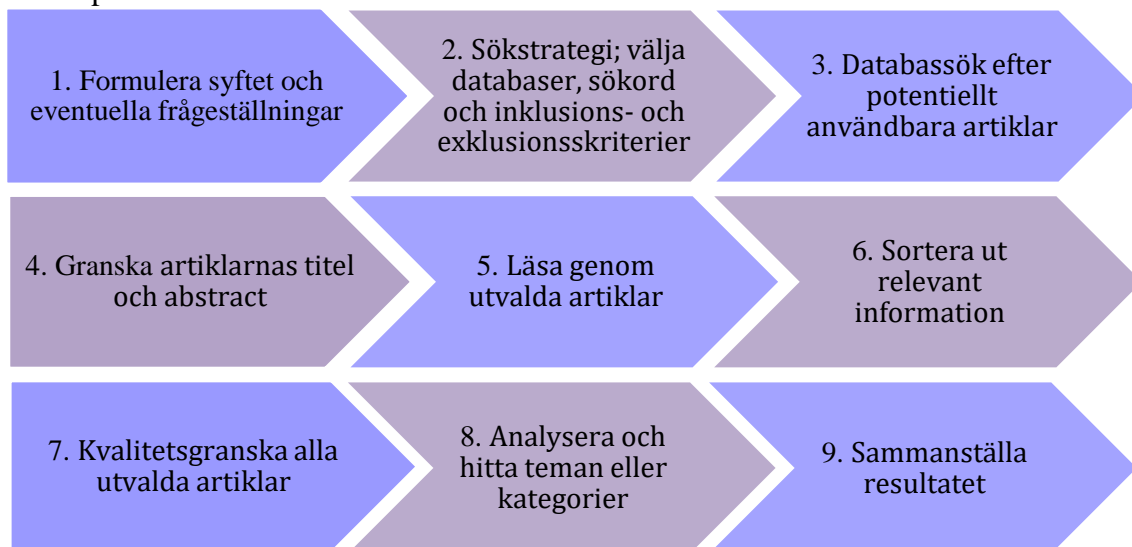 1. Formulera syftet och
eventuella frågeställningar
2. Sökstrategi; välja
databaser, sökord
och inklusions- och
exklusionsskriterier
3. Databassök efter
potentiellt
användbara artiklar
4. Granska artiklarnas titel
och abstract
5. Läsa genom
utvalda artiklar
6. Sortera ut
relevant
information
7. Kvalitetsgranska alla
utvalda artiklar
8. Analysera och
hitta teman eller
kategorier
9. Sammanställa
resultatet